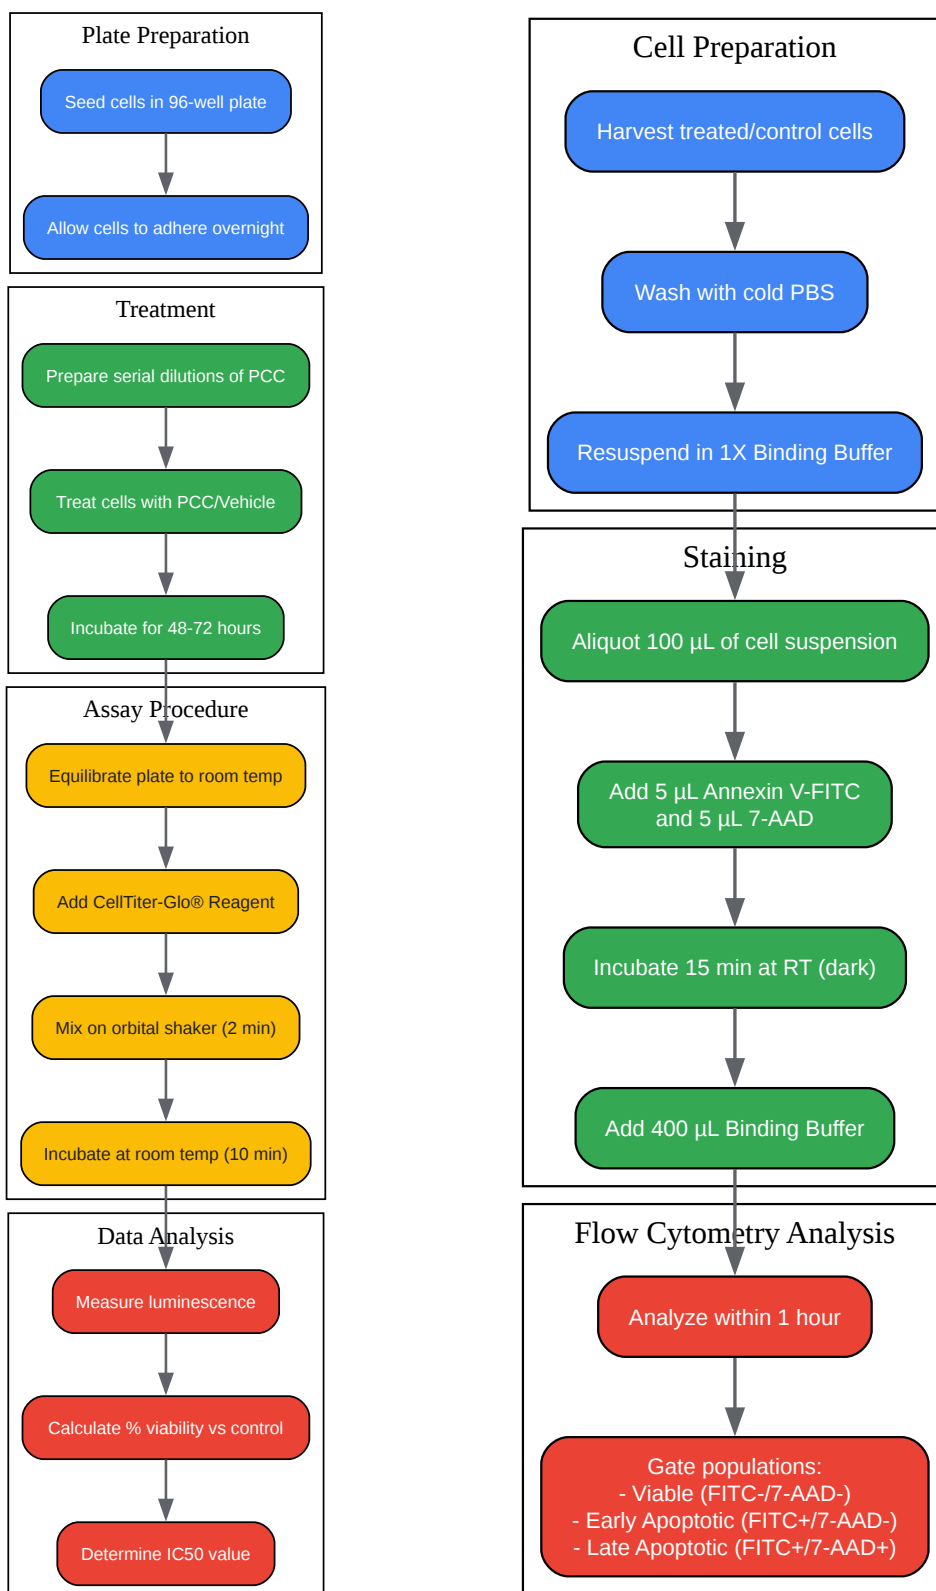 Plate Preparation
Seed cells in 96-well plate
Allow cells to adhere overnight
Treatment
Prepare serial dilutions of PCC
Treat cells with PCC/Vehicle
Incubate for 48-72 hours
Assay Procedure
Equilibrate plate to room temp
Add CellTiter-Glo® Reagent
Mix on orbital shaker (2 min)
Incubate at room temp (10 min)
Data Analysis
Measure luminescence
Calculate % viability vs control
Determine IC50 value
Cell Preparation
Harvest treated/control cells
Wash with cold PBS
Resuspend in 1X Binding Buffer
Staining
Aliquot 100 µL of cell suspension
Add 5 µL Annexin V-FITC
and 5 µL 7-AAD
Incubate 15 min at RT (dark)
Add 400 µL Binding Buffer
Flow Cytometry Analysis
Analyze within 1 hour
Gate populations:
- Viable (FITC-/7-AAD-)
- Early Apoptotic (FITC+/7-AAD-)
- Late Apoptotic (FITC+/7-AAD+)